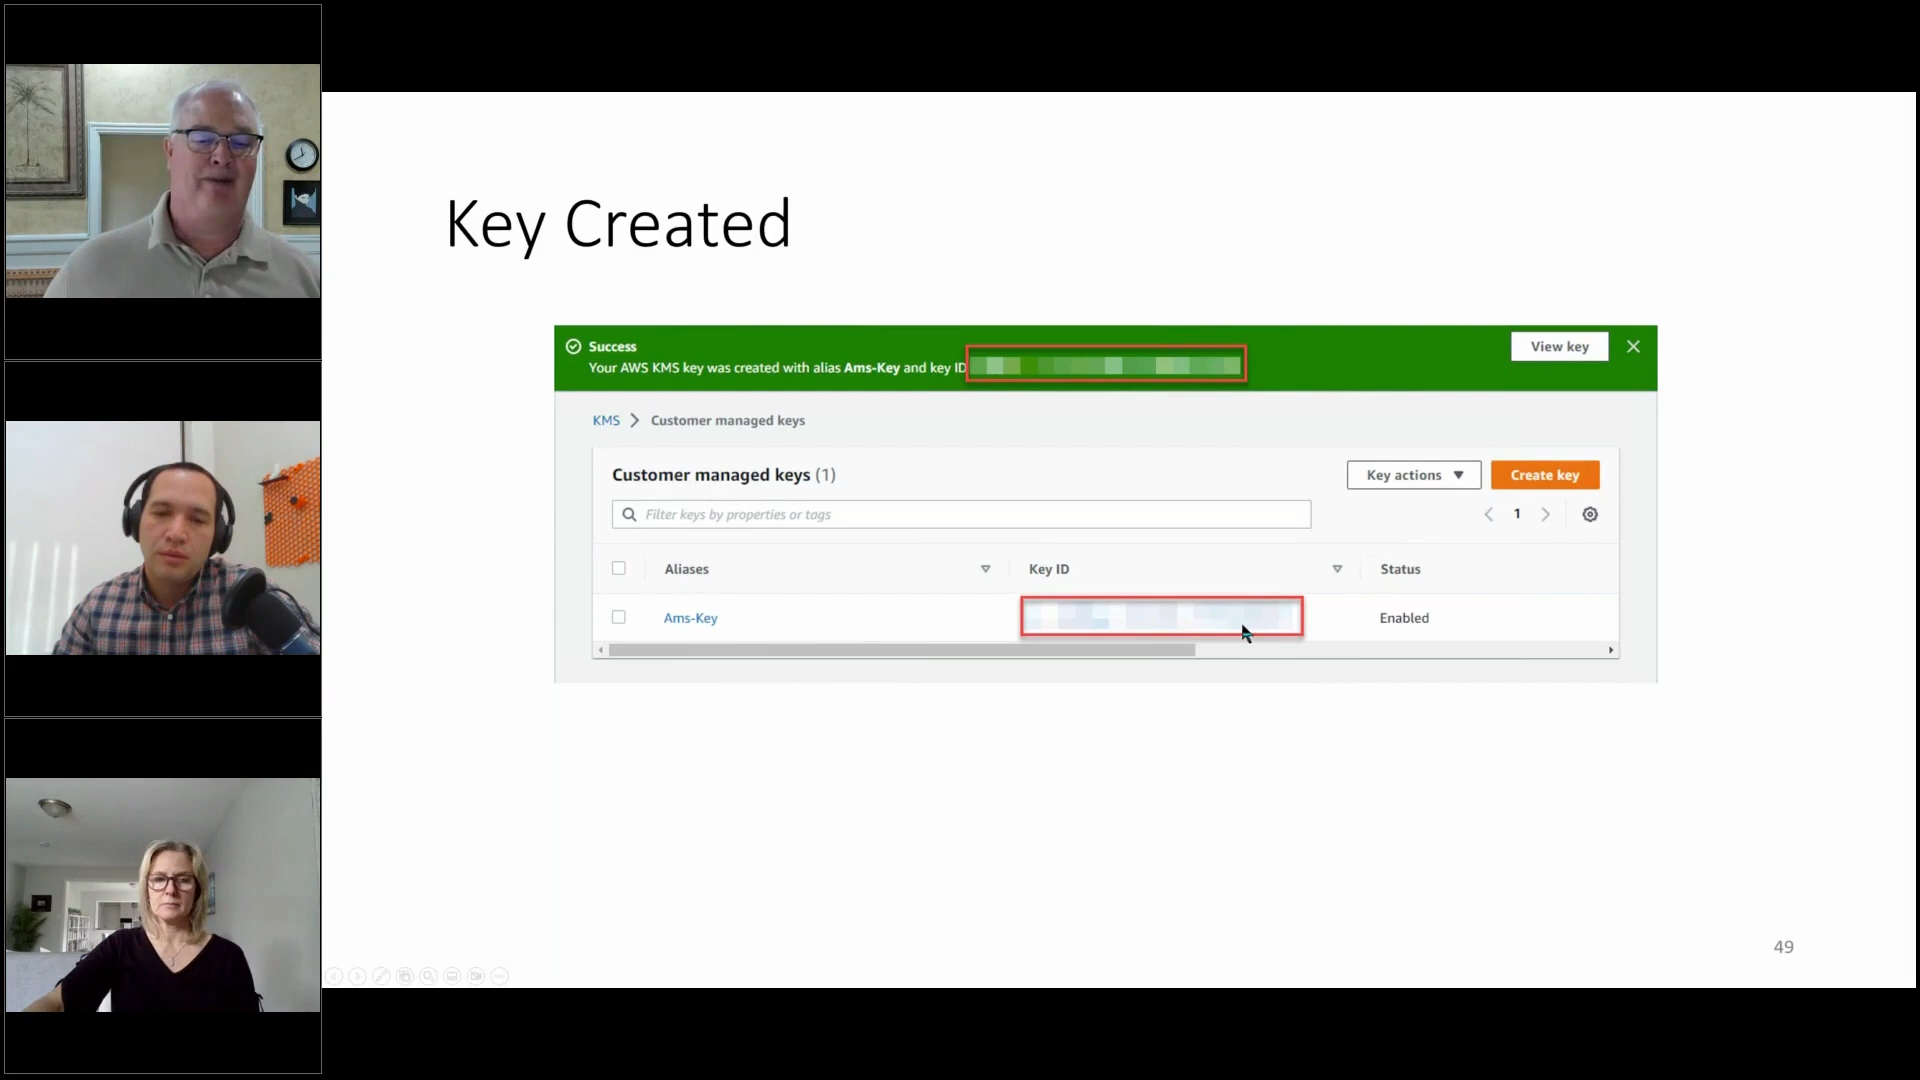 Key Created
Success
Your AWS KMS key was created with alias Ams-Key and key ID
View key
KMS
Customer managed keys
Customer managed keys (1)
Key actions
Create key
Filter keys by properties or tags
1
Aliases
Key ID
Status
Ams-Key
Enabled
49